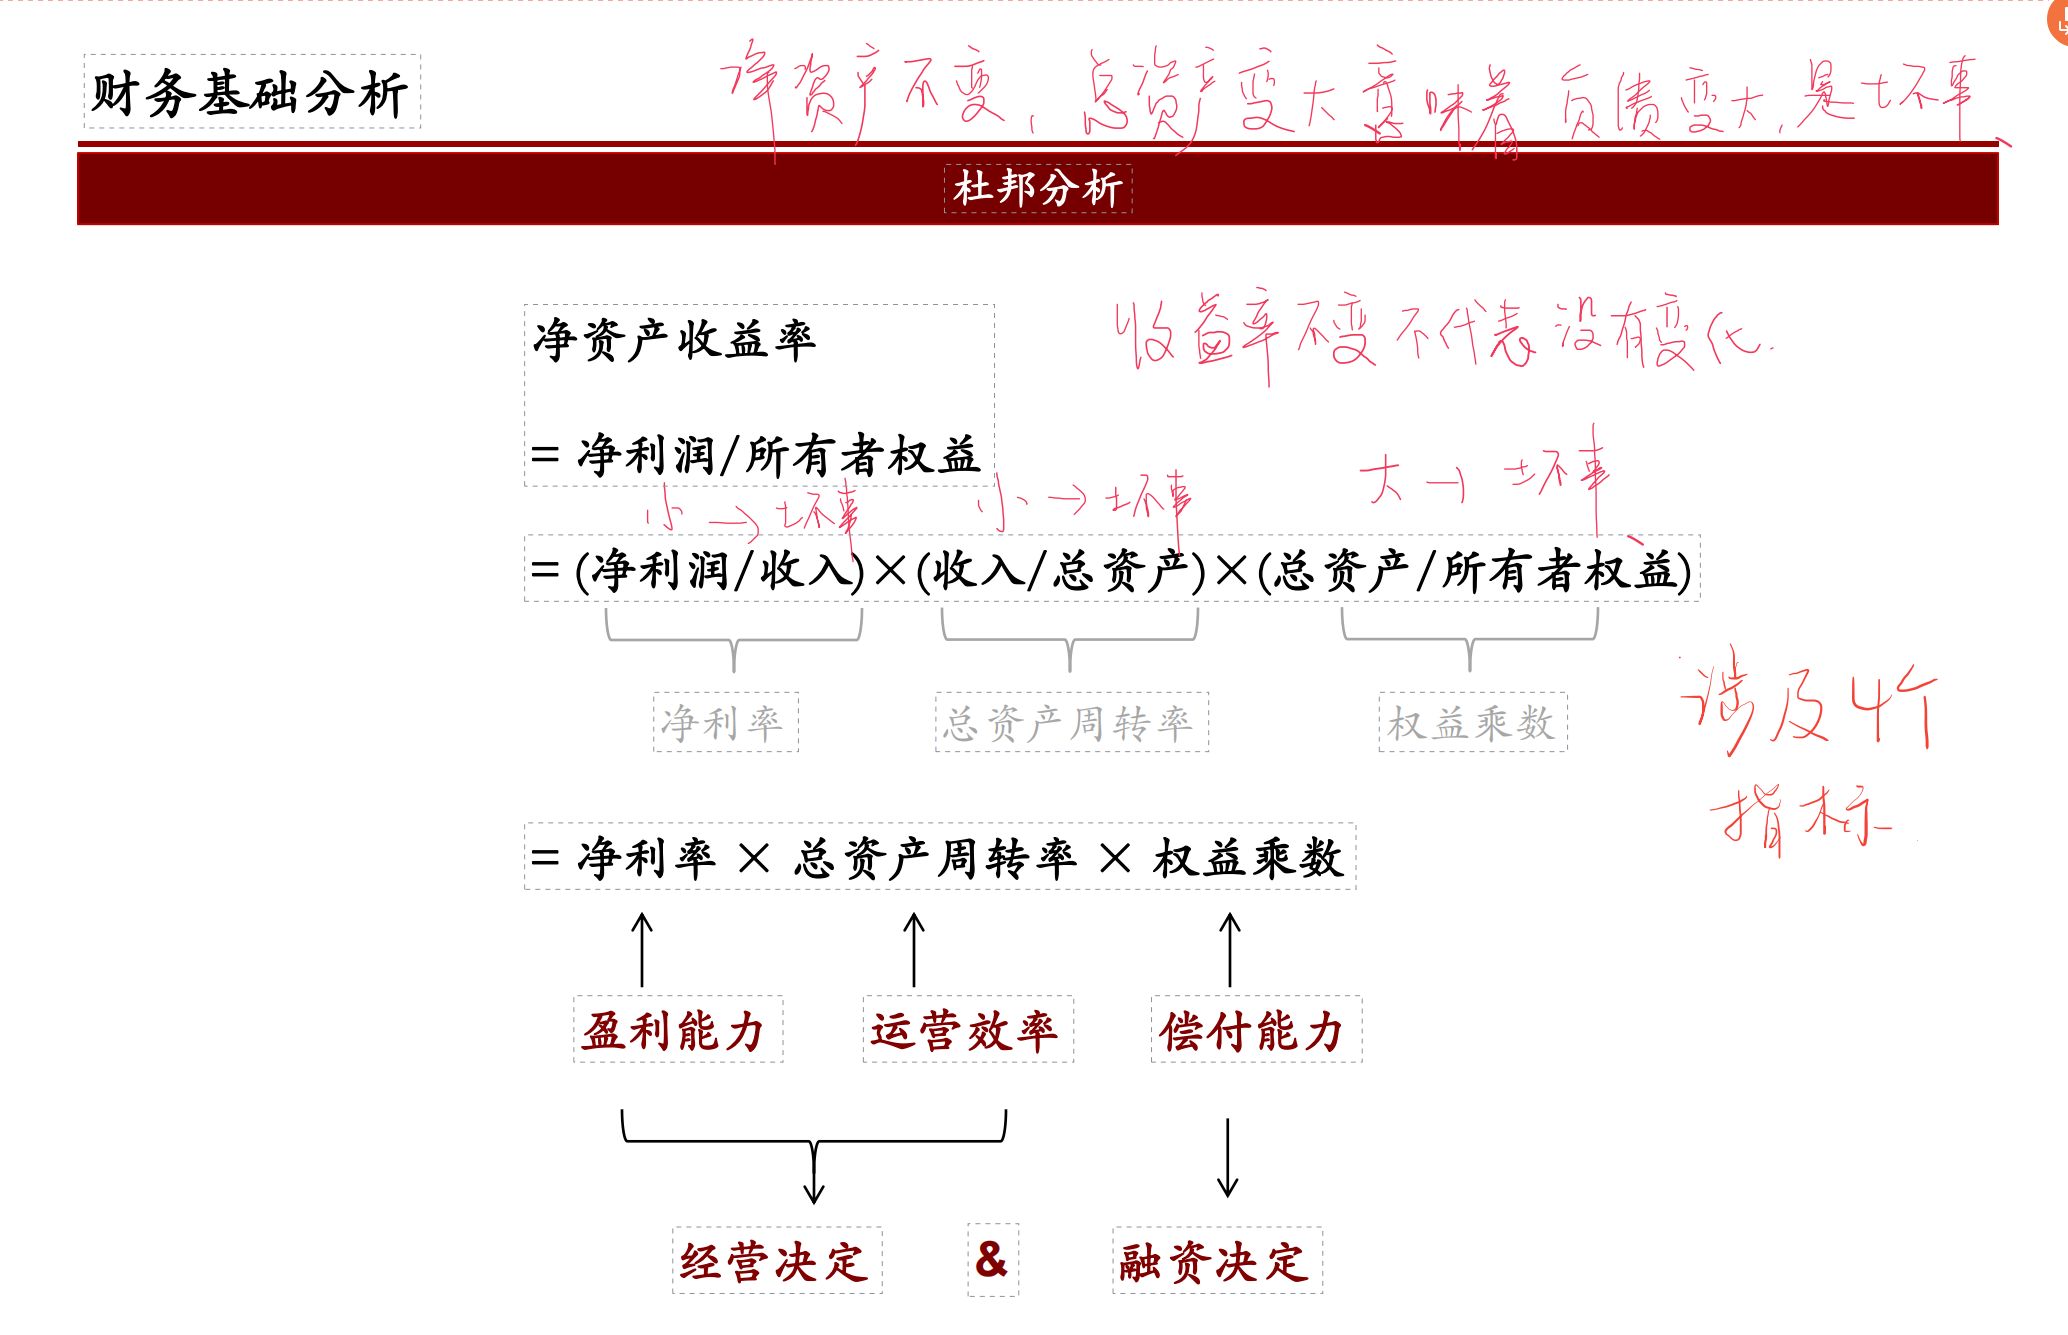 净资产不变，总资产变大意味着负债变大，是坏事
财务基础分析
杜邦分析
净资产收益率
收益率不变不代表没有变化.
= 净利润/所有者权益
小→坏事 小→坏事 大→坏事
= (净利润/收入)×(收入/总资产)×(总资产/所有者权益)
净利率 总资产周转率 权益乘数
涉及4个
指标
= 净利率 × 总资产周转率 × 权益乘数
盈利能力 运营效率 偿付能力
经营决定 & 融资决定